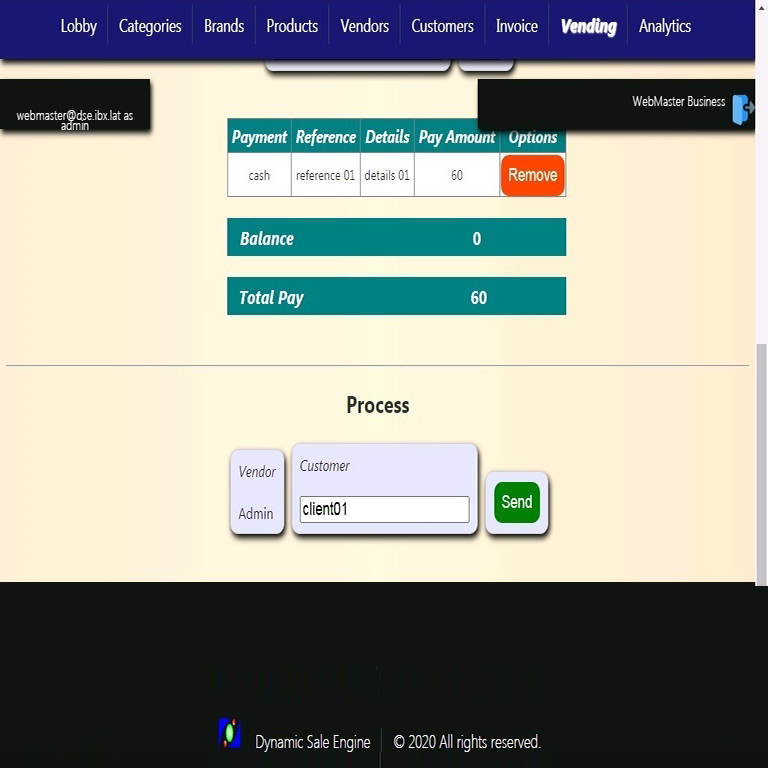 Lobby Categories Brands Products Vendors Customers Invoice Vending Analytics
webmaster@dse.ibx.lat as
admin
WebMaster Business
Payment Reference Details Pay Amount Options
cash reference 01 details 01 60 Remove
Balance 0
Total Pay 60
Process
Vendor Customer
Admin client01 Send
Dynamic Sale Engine © 2020 All rights reserved.